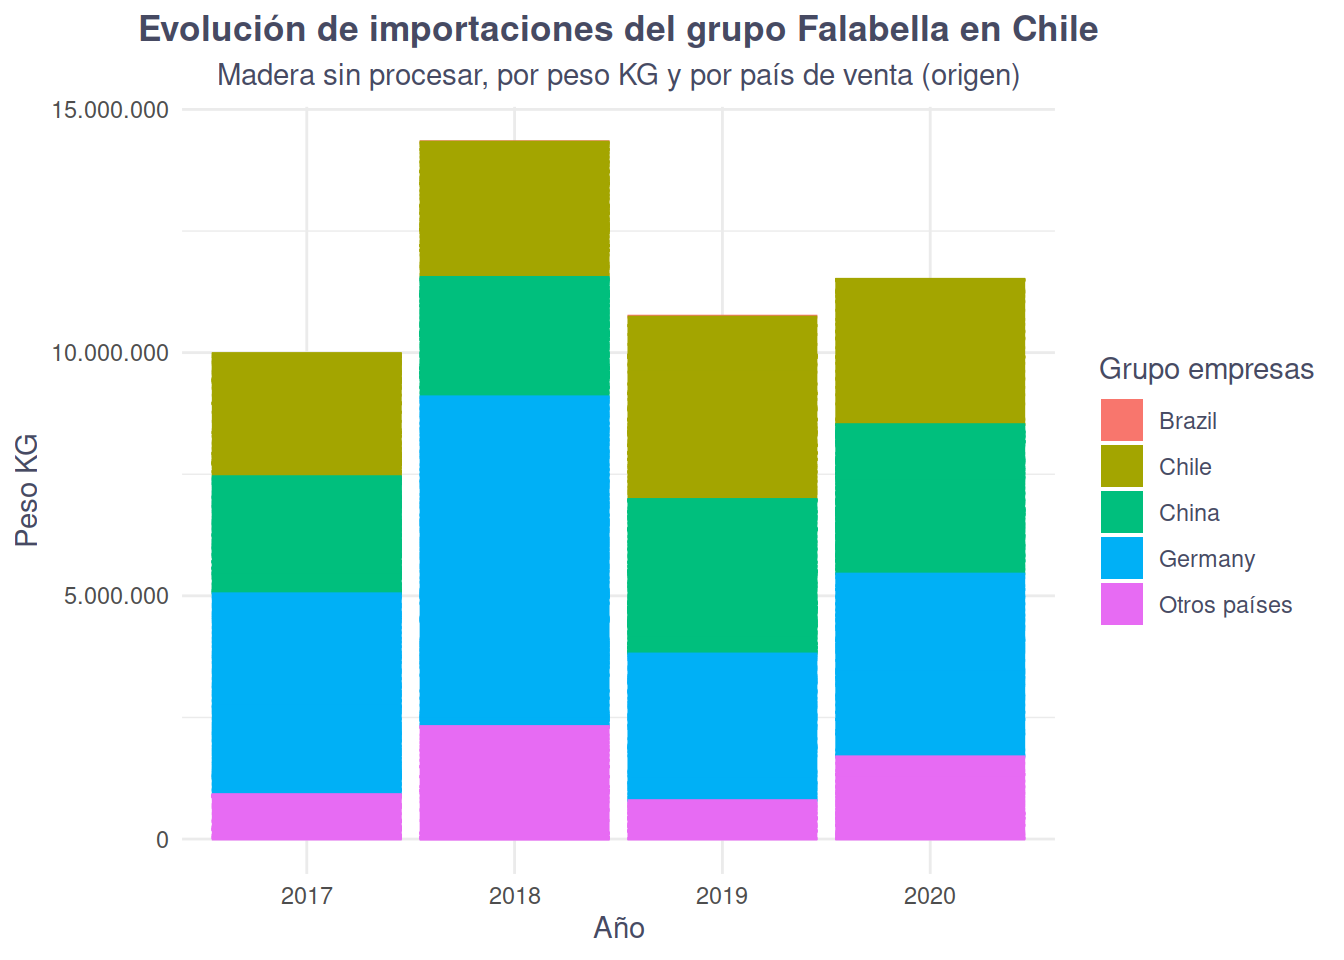 Evolución de importaciones del grupo Falabella en Chile
Madera sin procesar, por peso KG y por país de venta (origen)
15.000.000
10.000.000
5.000.000
0
Peso KG
2017
2018
2019
2020
Año
Grupo empresas
Brazil
Chile
China
Germany
Otros países